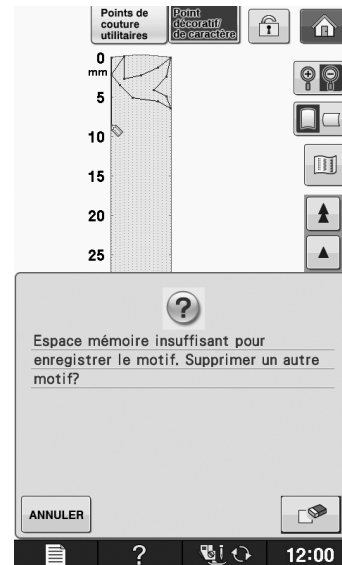 Points de
couture
utilitaires
Point
décoratif/
de caractère
0
mm
5
10
15
20
25
?
Espace mémoire insuffisant pour
enregistrer le motif. Supprimer un autre
motif?
ANNULER
?
12:00